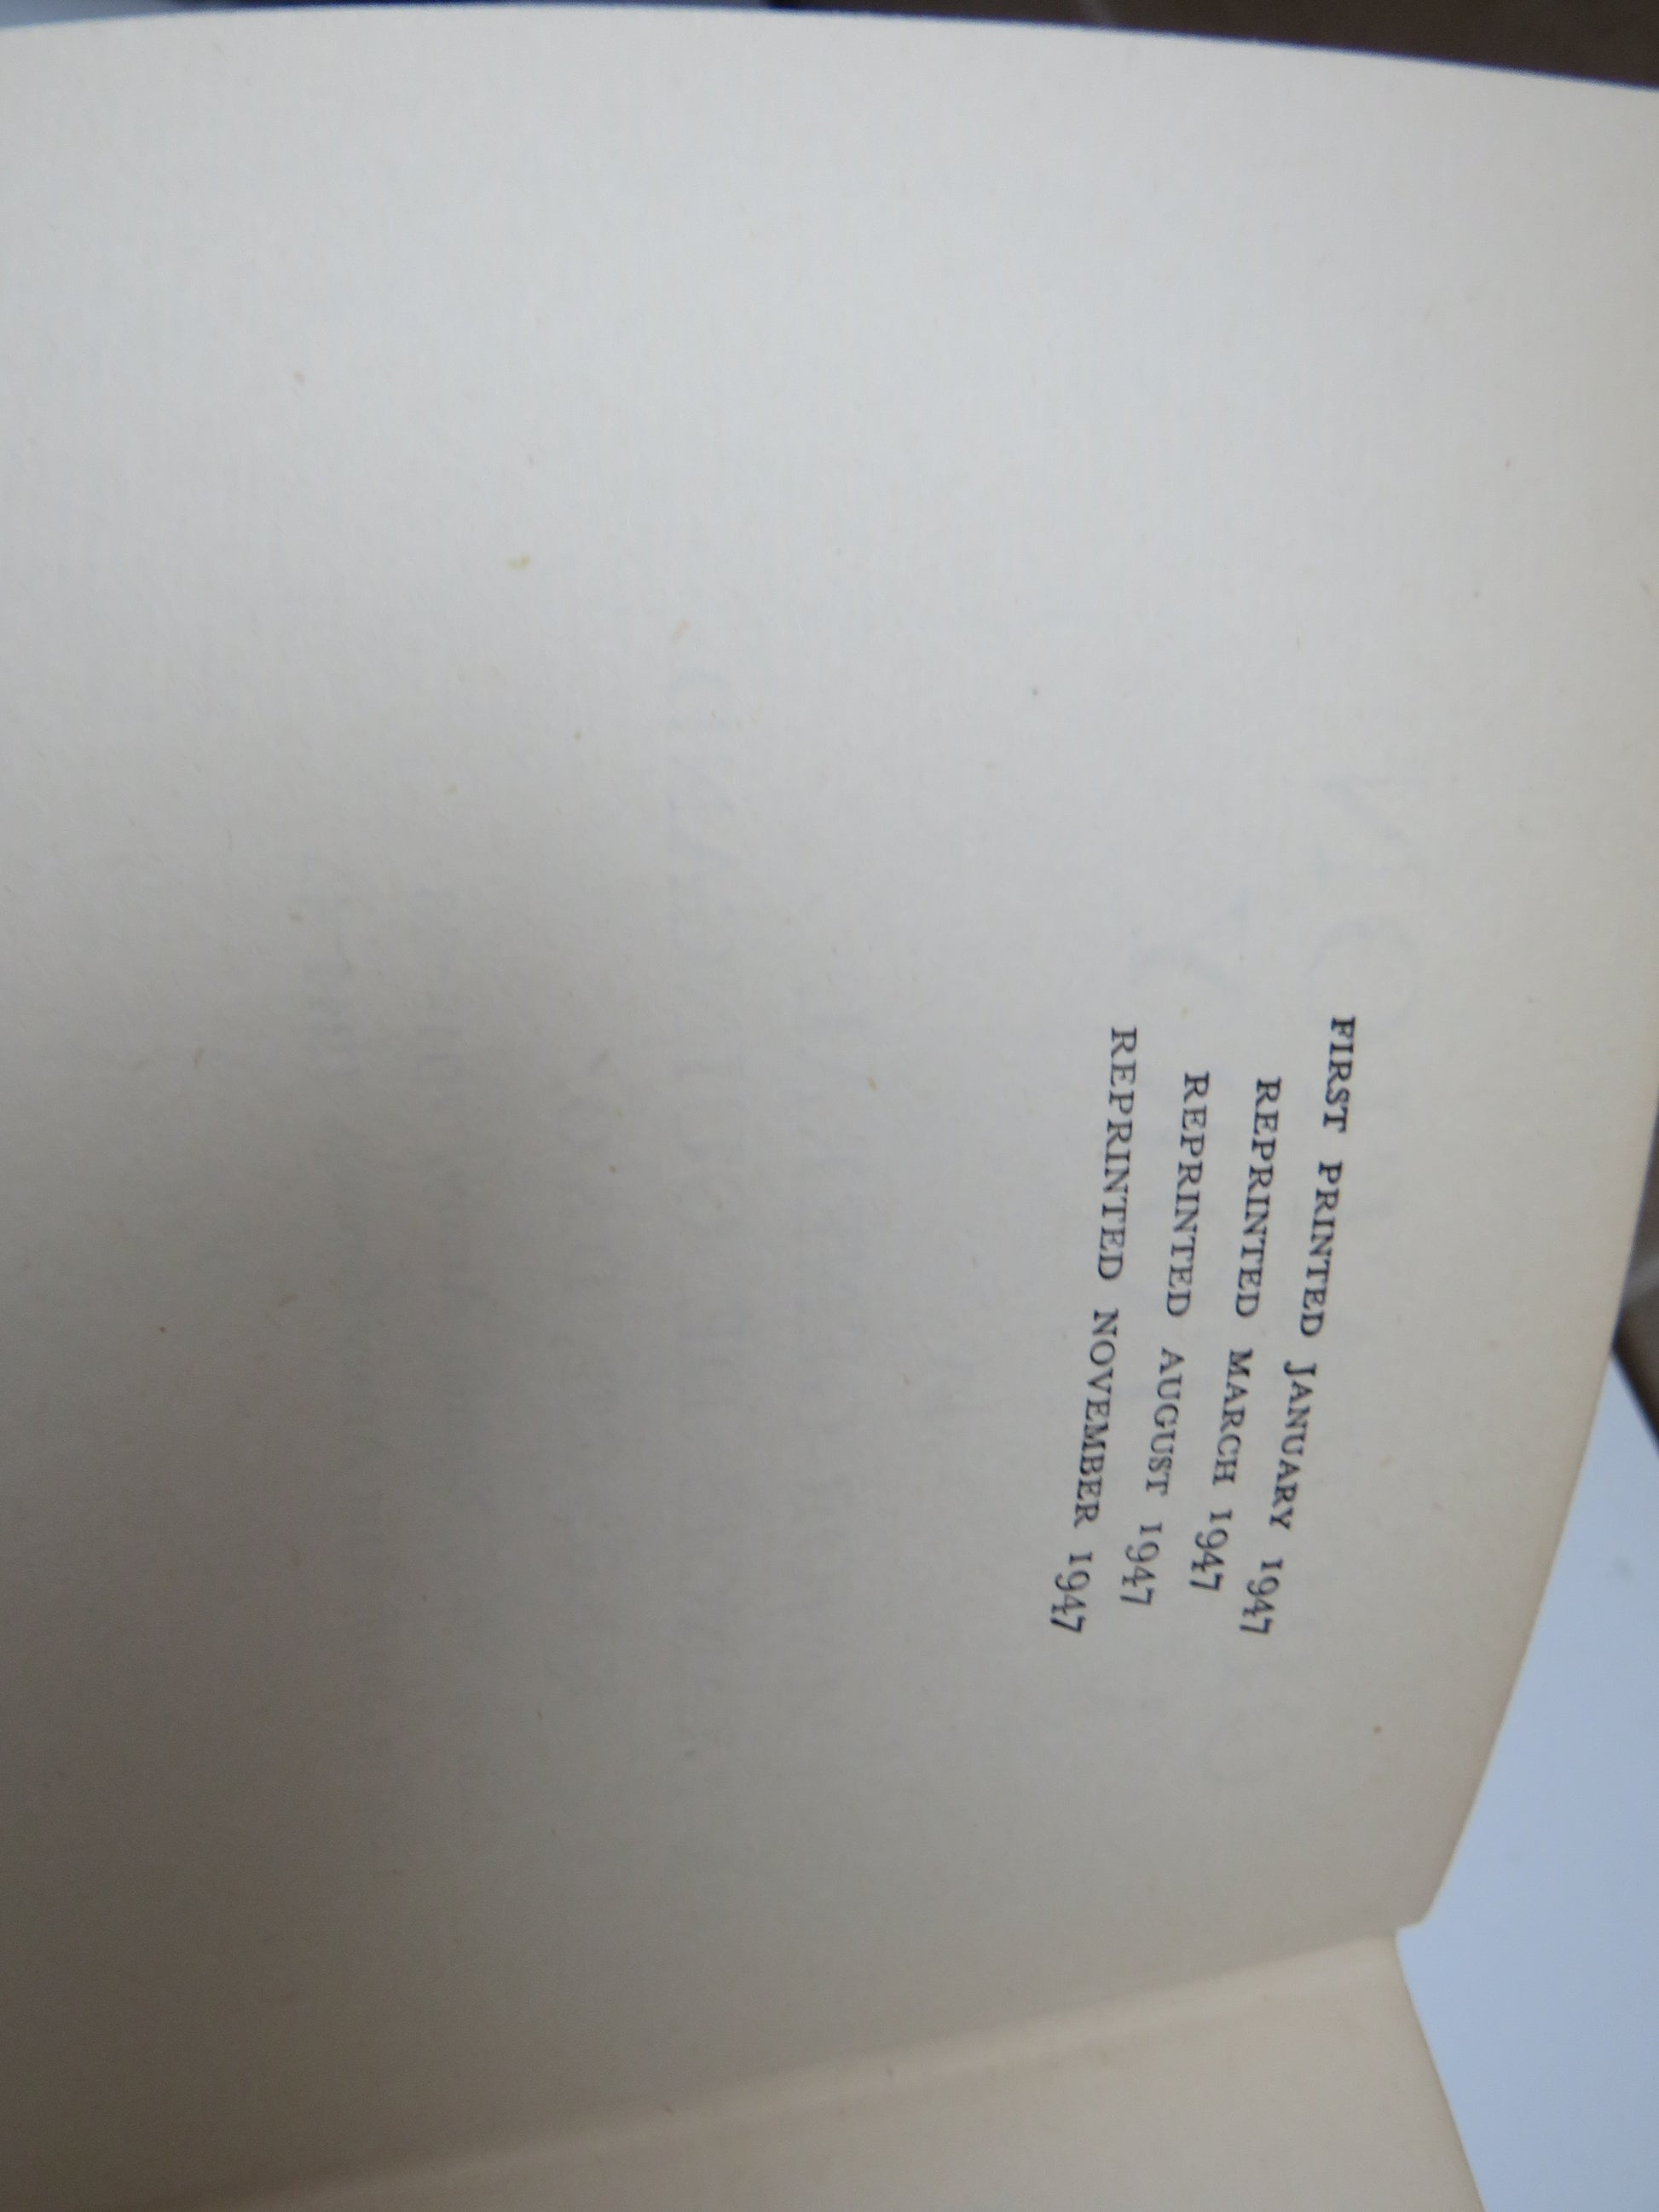 FIRST PRINTED JANUARY 1947
REPRINTED MARCH 1947
REPRINTED AUGUST 1947
REPRINTED NOVEMBER 1947